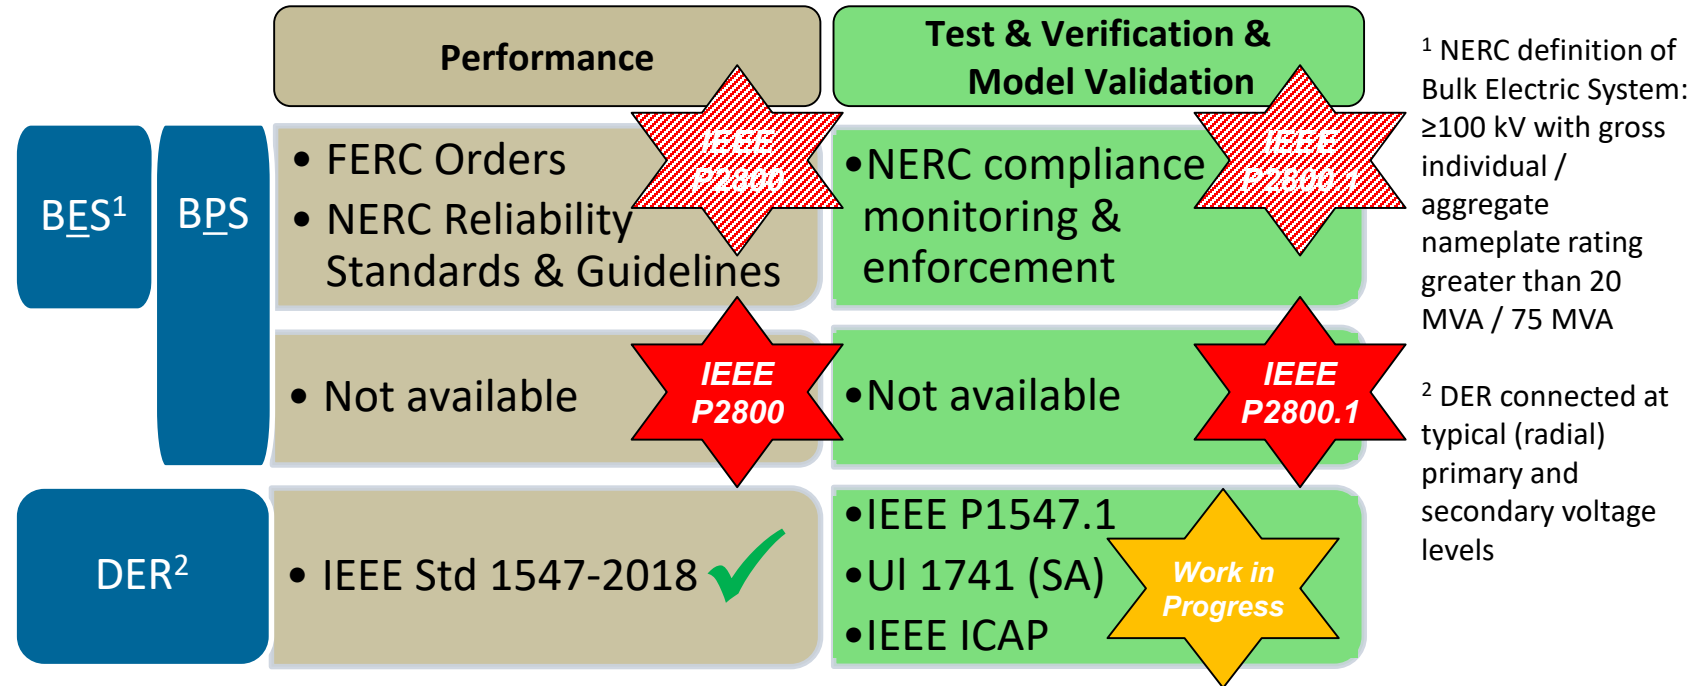 Performance
Test & Verification &
Model Validation
BES¹
BPS
• FERC Orders
• NERC Reliability
Standards & Guidelines
IEEE
P2800
•NERC compliance
monitoring &
enforcement
IEEE
P2800.1
• Not available
IEEE
P2800
•Not available
IEEE
P2800.1
DER²
• IEEE Std 1547-2018
•IEEE P1547.1
•Ul 1741 (SA)
•IEEE ICAP
Work in
Progress
¹ NERC definition of
Bulk Electric System:
≥100 kV with gross
individual /
aggregate
nameplate rating
greater than 20
MVA / 75 MVA
² DER connected at
typical (radial)
primary and
secondary voltage
levels